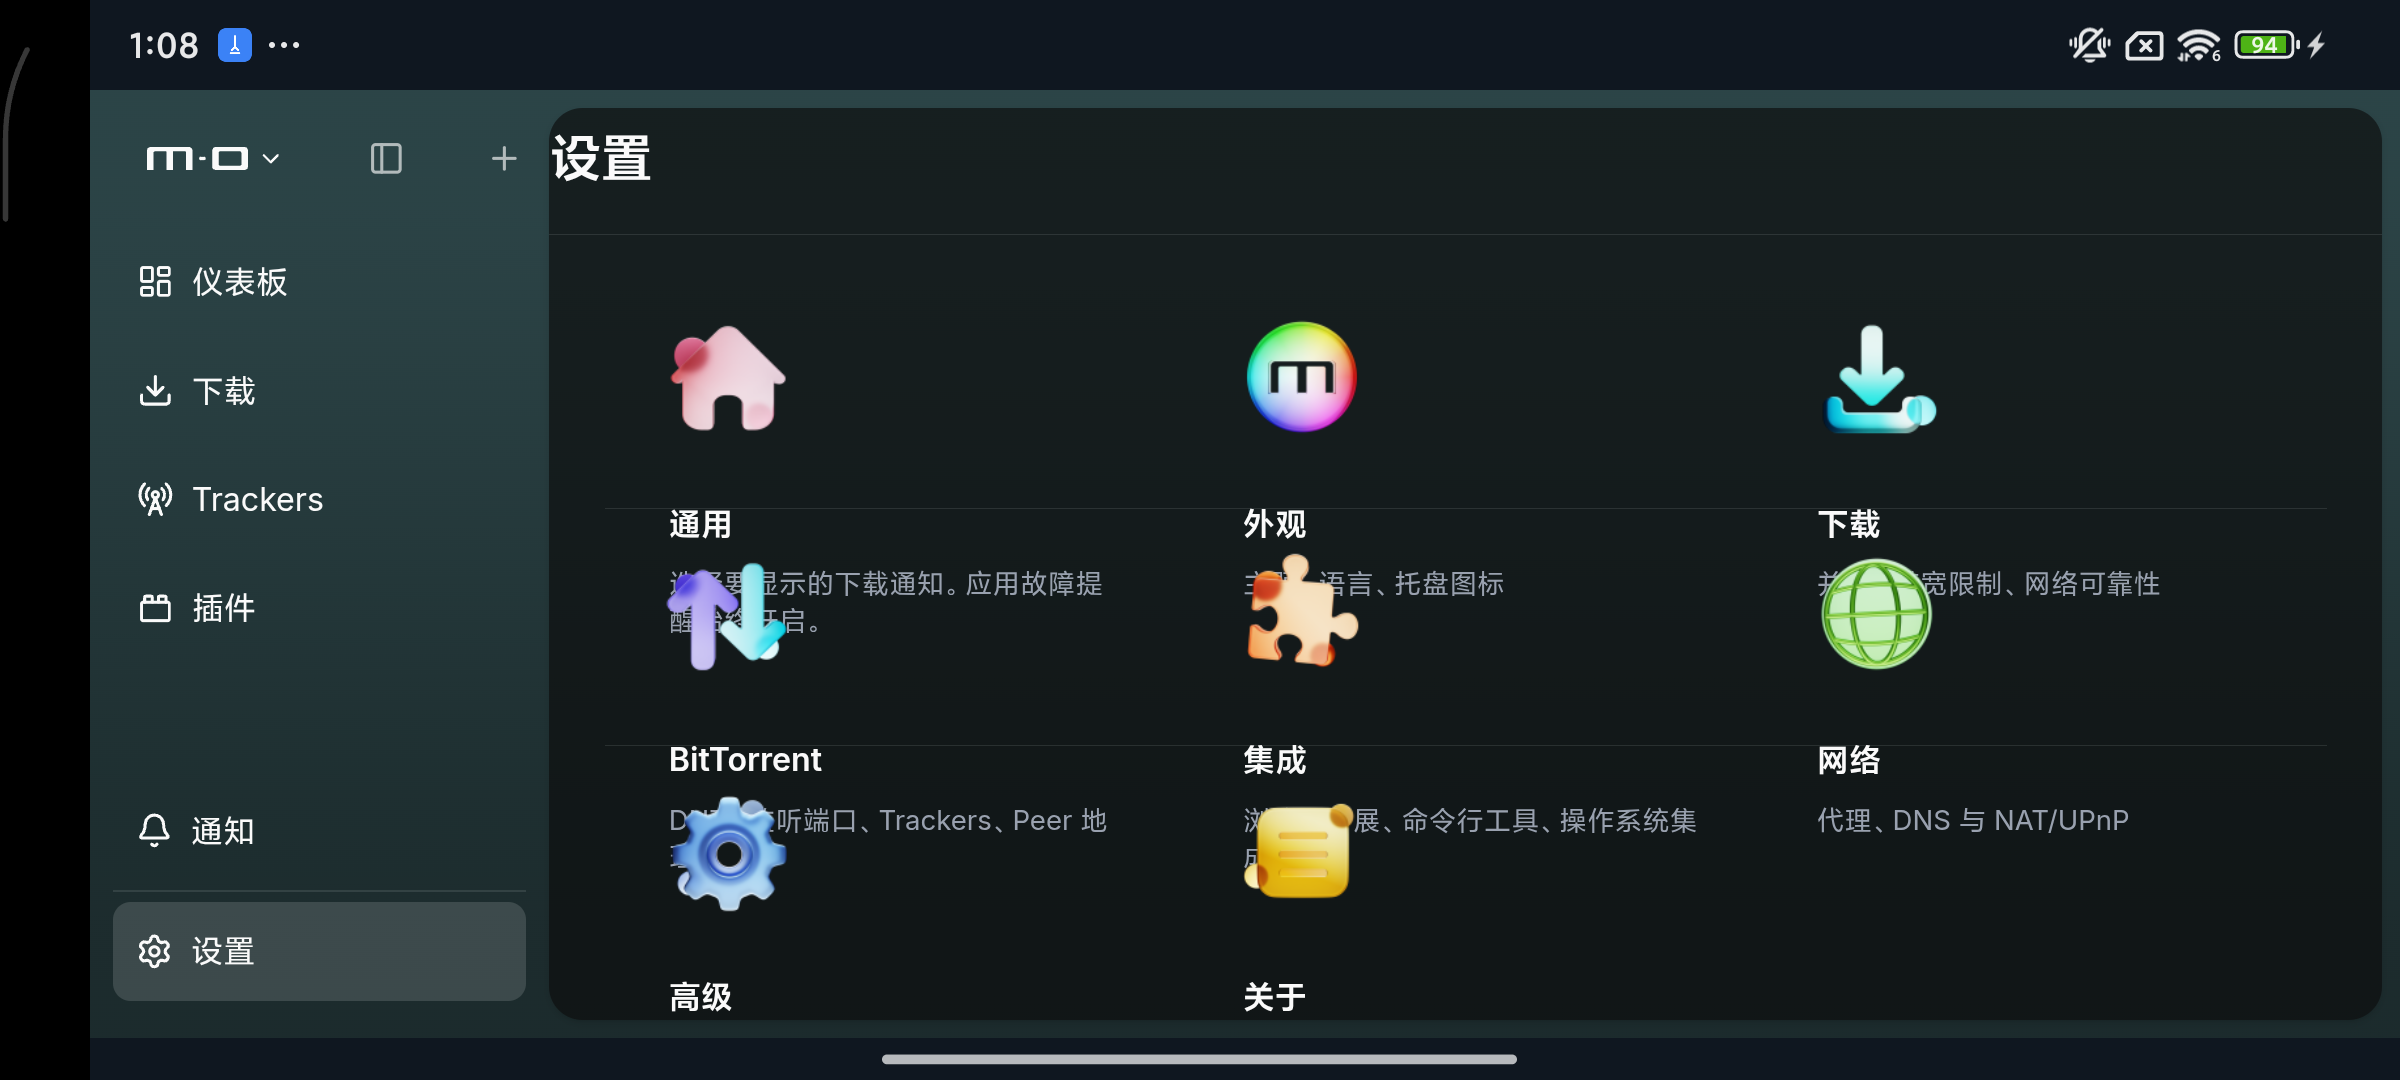 1:08
6
94
m-o
设置
仪表板
下载
Trackers
插件
通知
设置
m
通用
外观
下载
显示的下载通知。应用故障提
开启。
语言、托盘图标
宽限制、网络可靠性
BitTorrent
集成
网络
听端口、Trackers、Peer 地
展、命令行工具、操作系统集
代理、DNS 与 NAT/UPnP
高级
关于